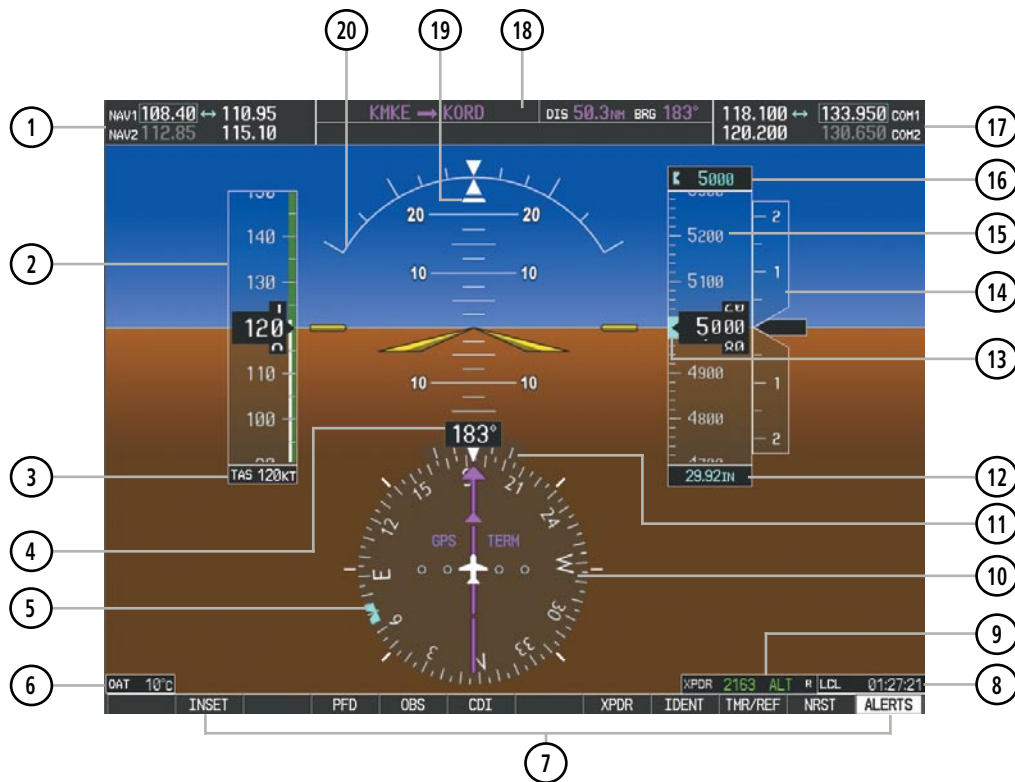 20 19 18
1 17
NAV1 108.40 ↔ 110.95 KMKE → KORD DIS 50.3NM BRG 183° 118.100 ↔ 133.950 COM1
NAV2 112.85 115.10 120.200 130.650 COM2
5000 16
20 20
2 140 5200 2 15
130 10 10 5100 1 14
120 5000 20 80 13
110 10 10 4900 1
100 4800 2
3 TAS 120KT 183° 29.92IN 12
15 21 11
4 12 24
GPS TERM
E W 10
5 6 30
3 33 9
6 OAT 10°C XPDR 2163 ALT R LCL 01:27:21 8
INSET PFD OBS CDI XPDR IDENT TMR/REF NRST ALERTS
7